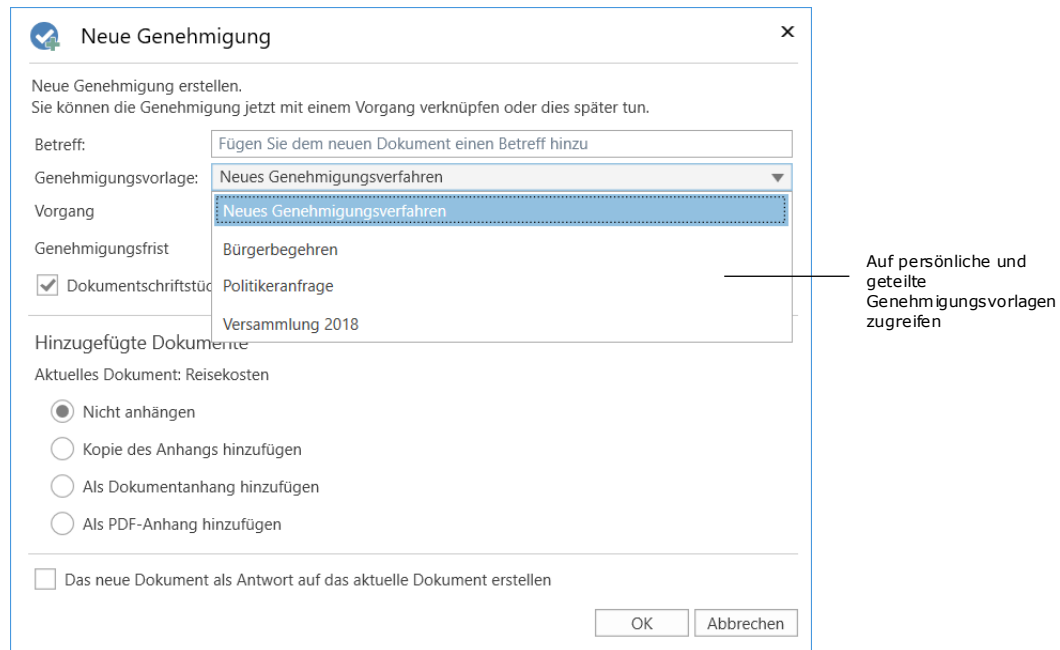 Neue Genehmigung
Neue Genehmigung erstellen.
Sie können die Genehmigung jetzt mit einem Vorgang verknüpfen oder dies später tun.
Betreff: Fügen Sie dem neuen Dokument einen Betreff hinzu
Genehmigungsvorlage: Neues Genehmigungsverfahren
Vorgang Neues Genehmigungsverfahren
Genehmigungsfrist Bürgerbegehren
Dokumentschriftstüc Politikeranfrage
Versammlung 2018
Hinzugefügte Dokumente
Aktuelles Dokument: Reisekosten
Nicht anhängen
Kopie des Anhangs hinzufügen
Als Dokumentanhang hinzufügen
Als PDF-Anhang hinzufügen
Das neue Dokument als Antwort auf das aktuelle Dokument erstellen
OK Abbrechen
Auf persönliche und
geteilte
Genehmigungsvorlagen
zugreifen